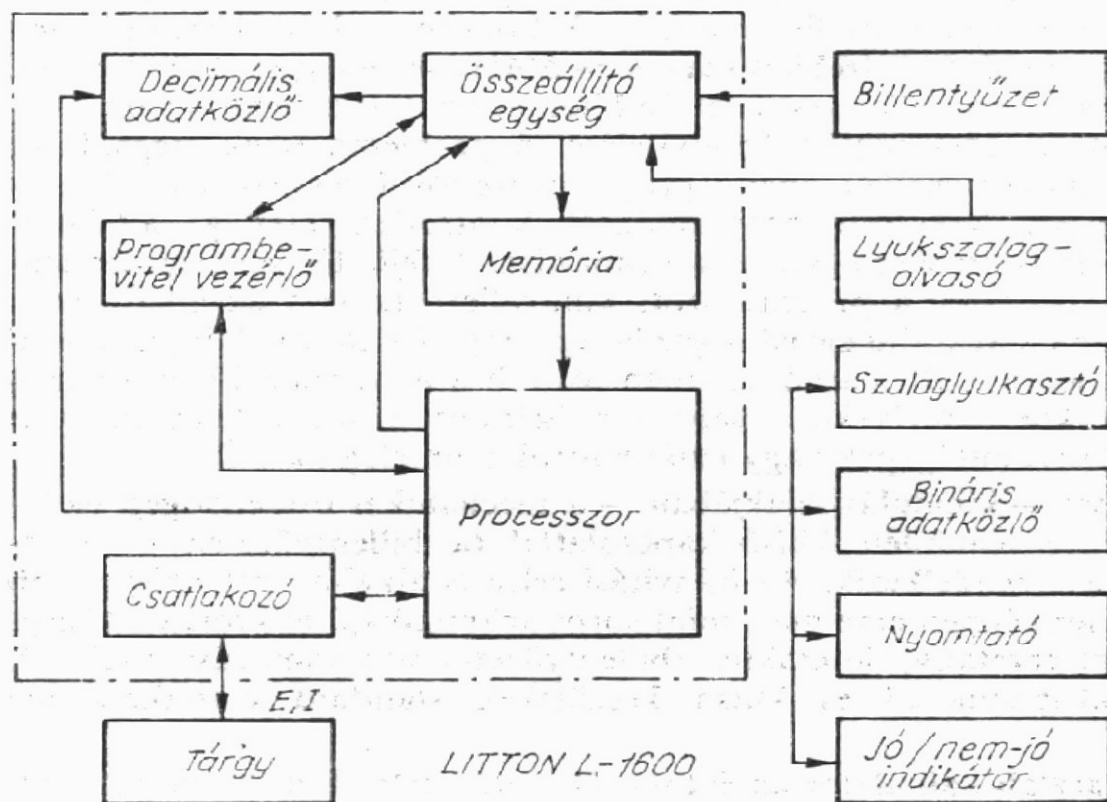 Decimális
adatközlő
Összeállító
egység
Billentyűzet
Programbe-
vitel vezérlő
Memória
Lyukszalag-
olvasó
Szalaglyukasztó
Processzor
Bináris
adatközlő
Csatlakozó
Nyomtató
E,I
Tárgy
LITTON L-1600
Jó / nem-jó
indikátor